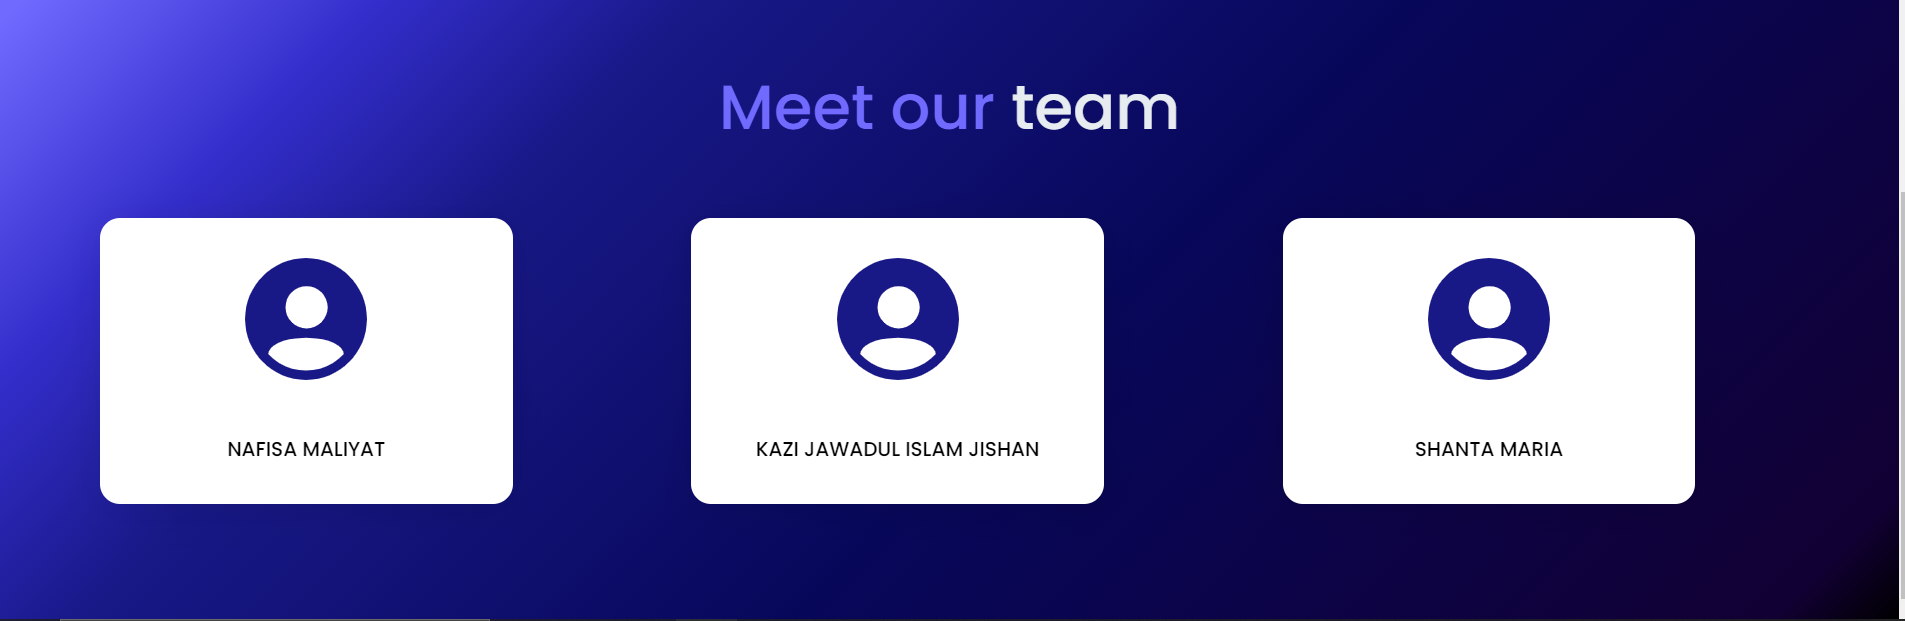 Meet our team
NAFISA MALIYAT
KAZI JAWADUL ISLAM JISHAN
SHANTA MARIA